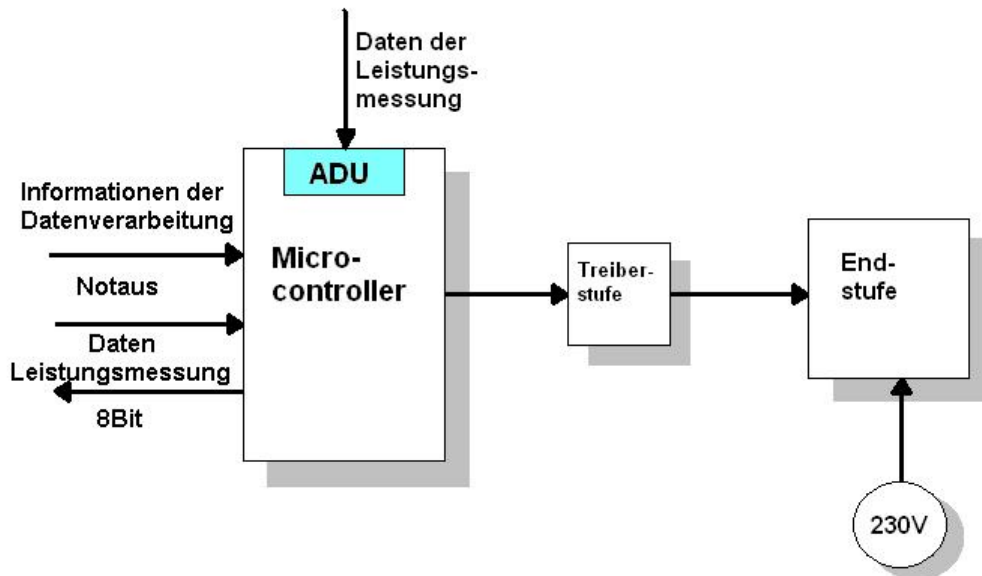 Daten der
Leistungs-
messung
ADU
Informationen der
Datenverarbeitung
Micro-
controller
Notaus
Daten
Leistungsmessung
8Bit
Treiber-
stufe
End-
stufe
230V